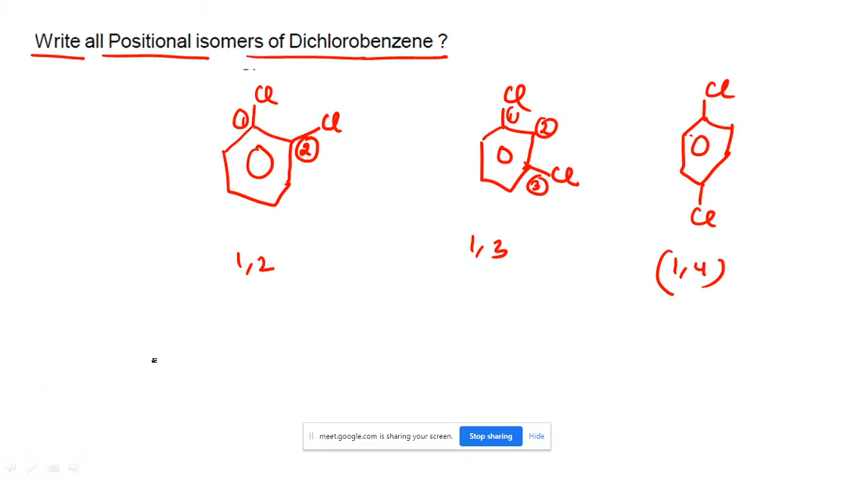 Write all Positional isomers of Dichlorobenzene ?
Cl
Cl
1
2
1,2
Cl
1
2
3
Cl
1,3
Cl
Cl
(1,4)
meet.google.com is sharing your screen.
Stop sharing
Hide